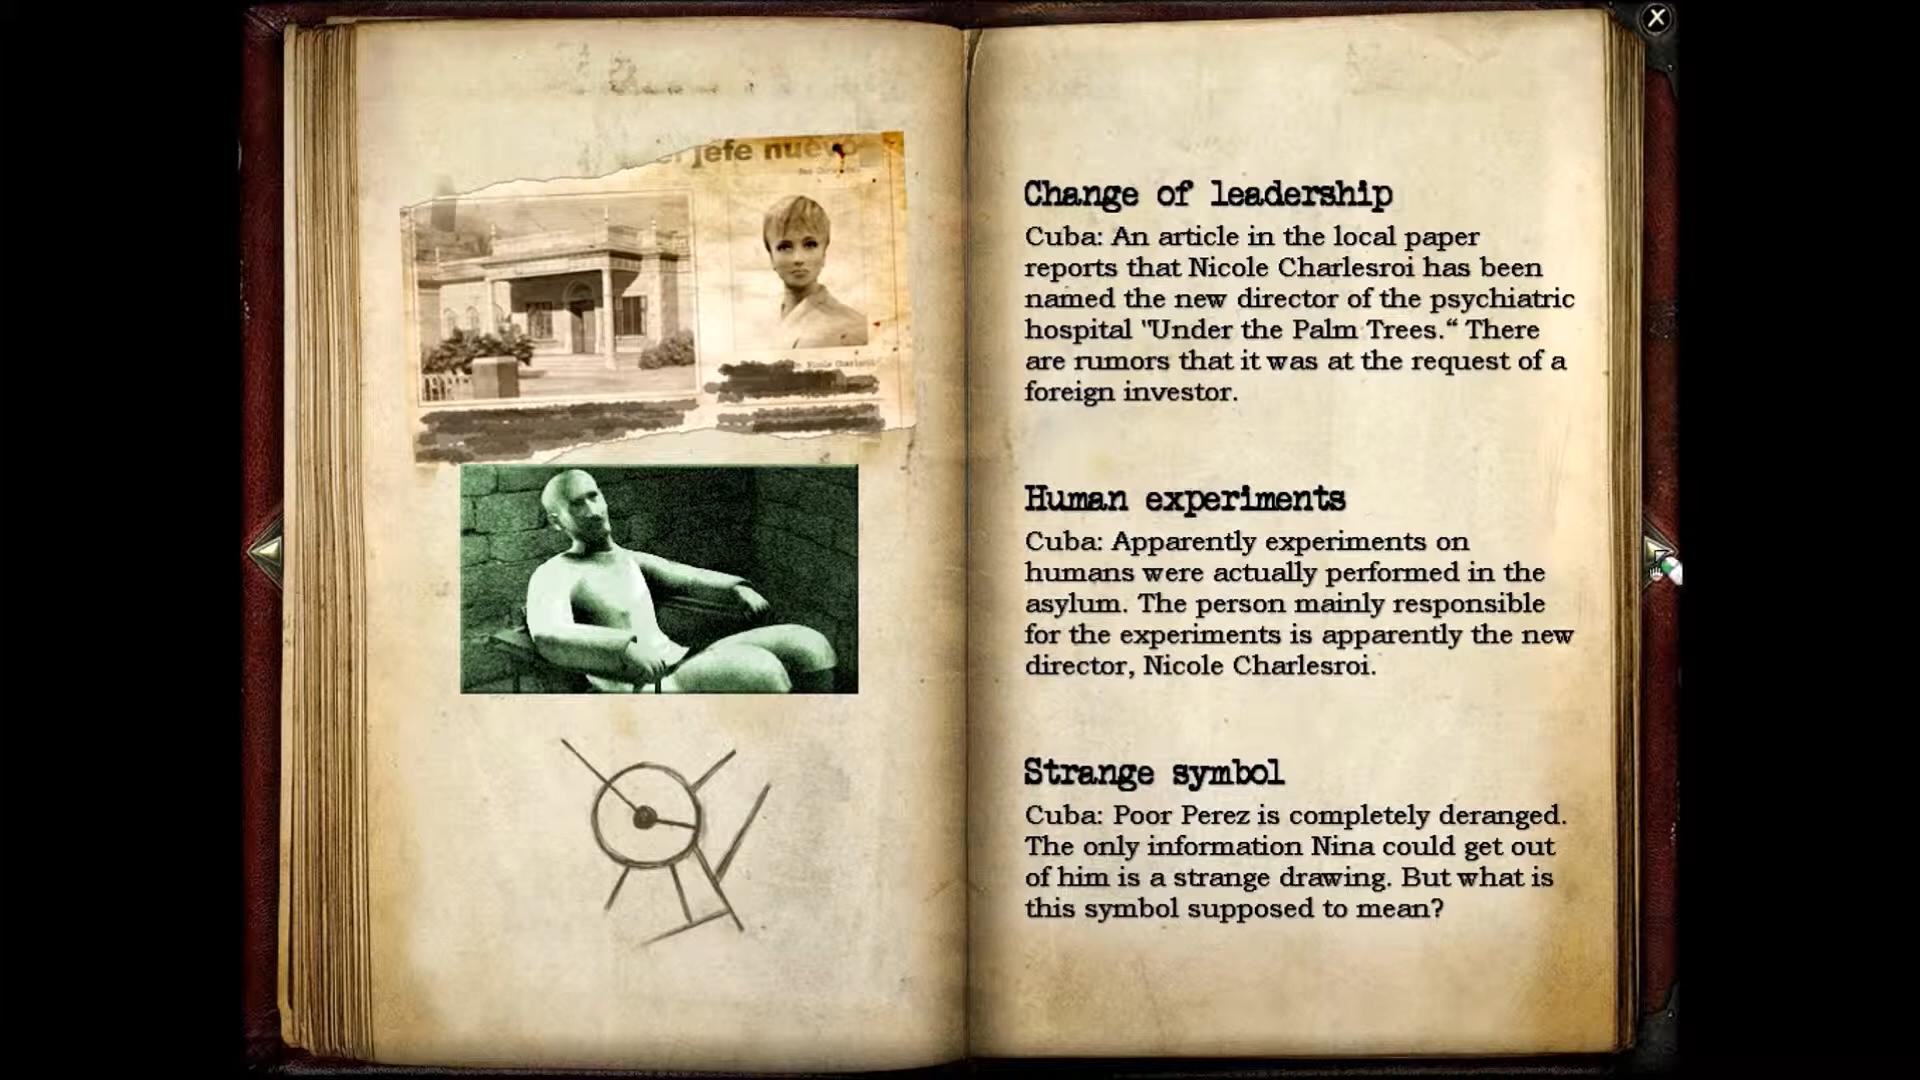 el jefe nuevo
Nicole Charles
Change of leadership
Cuba: An article in the local paper
reports that Nicole Charlesroi has been
named the new director of the psychiatric
hospital "Under the Palm Trees.“ There
are rumors that it was at the request of a
foreign investor.
Human experiments
Cuba: Apparently experiments on
humans were actually performed in the
asylum. The person mainly responsible
for the experiments is apparently the new
director, Nicole Charlesroi.
Strange symbol
Cuba: Poor Perez is completely deranged.
The only information Nina could get out
of him is a strange drawing. But what is
this symbol supposed to mean?